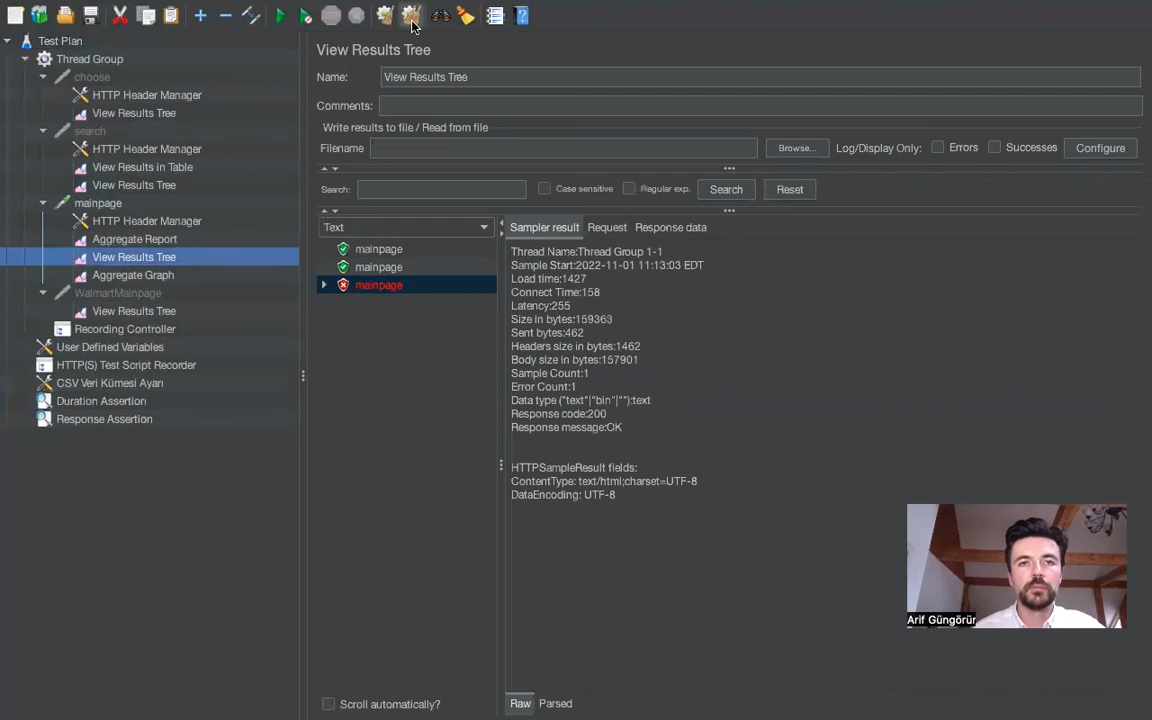 Test Plan
Thread Group
choose
HTTP Header Manager
View Results Tree
search
HTTP Header Manager
View Results in Table
View Results Tree
mainpage
HTTP Header Manager
Aggregate Report
View Results Tree
Aggregate Graph
WalmartMainpage
View Results Tree
Recording Controller
User Defined Variables
HTTP(S) Test Script Recorder
CSV Veri Kümesi Ayarı
Duration Assertion
Response Assertion
View Results Tree
Name: View Results Tree
Comments:
Write results to file / Read from file
Filename Browse... Log/Display Only: Errors Successes Configure
Search: Case sensitive Regular exp. Search Reset
Text
mainpage
mainpage
mainpage
Scroll automatically?
Sampler result Request Response data
Thread Name:Thread Group 1-1
Sample Start:2022-11-01 11:13:03 EDT
Load time:1427
Connect Time:158
Latency:255
Size in bytes:159363
Sent bytes:462
Headers size in bytes:1462
Body size in bytes:157901
Sample Count:1
Error Count:1
Data type ("text"|"bin"|""):text
Response code:200
Response message:OK
HTTPSampleResult fields:
ContentType: text/html;charset=UTF-8
DataEncoding: UTF-8
Raw Parsed
Arif Güngörür